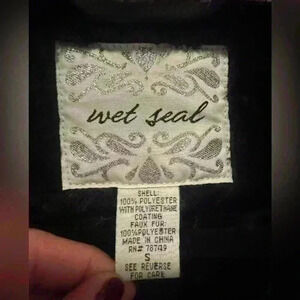 wet seal
SHELL:
100% POLYESTER
WITH POLYURETHANE
COATING
FAUX FUR:
100% POLYESTER
MADE IN CHINA
RN# 78749
S
SEE REVERSE
FOR CARE